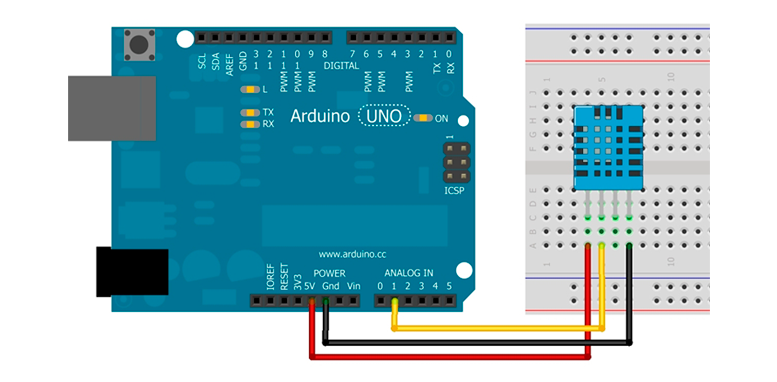 SCL
SDA
AREF
GND
13
12
PWM 11
PWM 10
PWM 9
8
7
PWM 6
PWM 5
4
PWM 3
2
TX 1
RX 0
DIGITAL
L
TX
RX
Arduino UNO
ON
1
ICSP
www.arduino.cc
POWER
ANALOG IN
IOREF
RESET
3V3
5V
Gnd
Vin
0 1 2 3 4 5
1 5 10
J
I
H
G
F
E
D
C
B
A
1 10